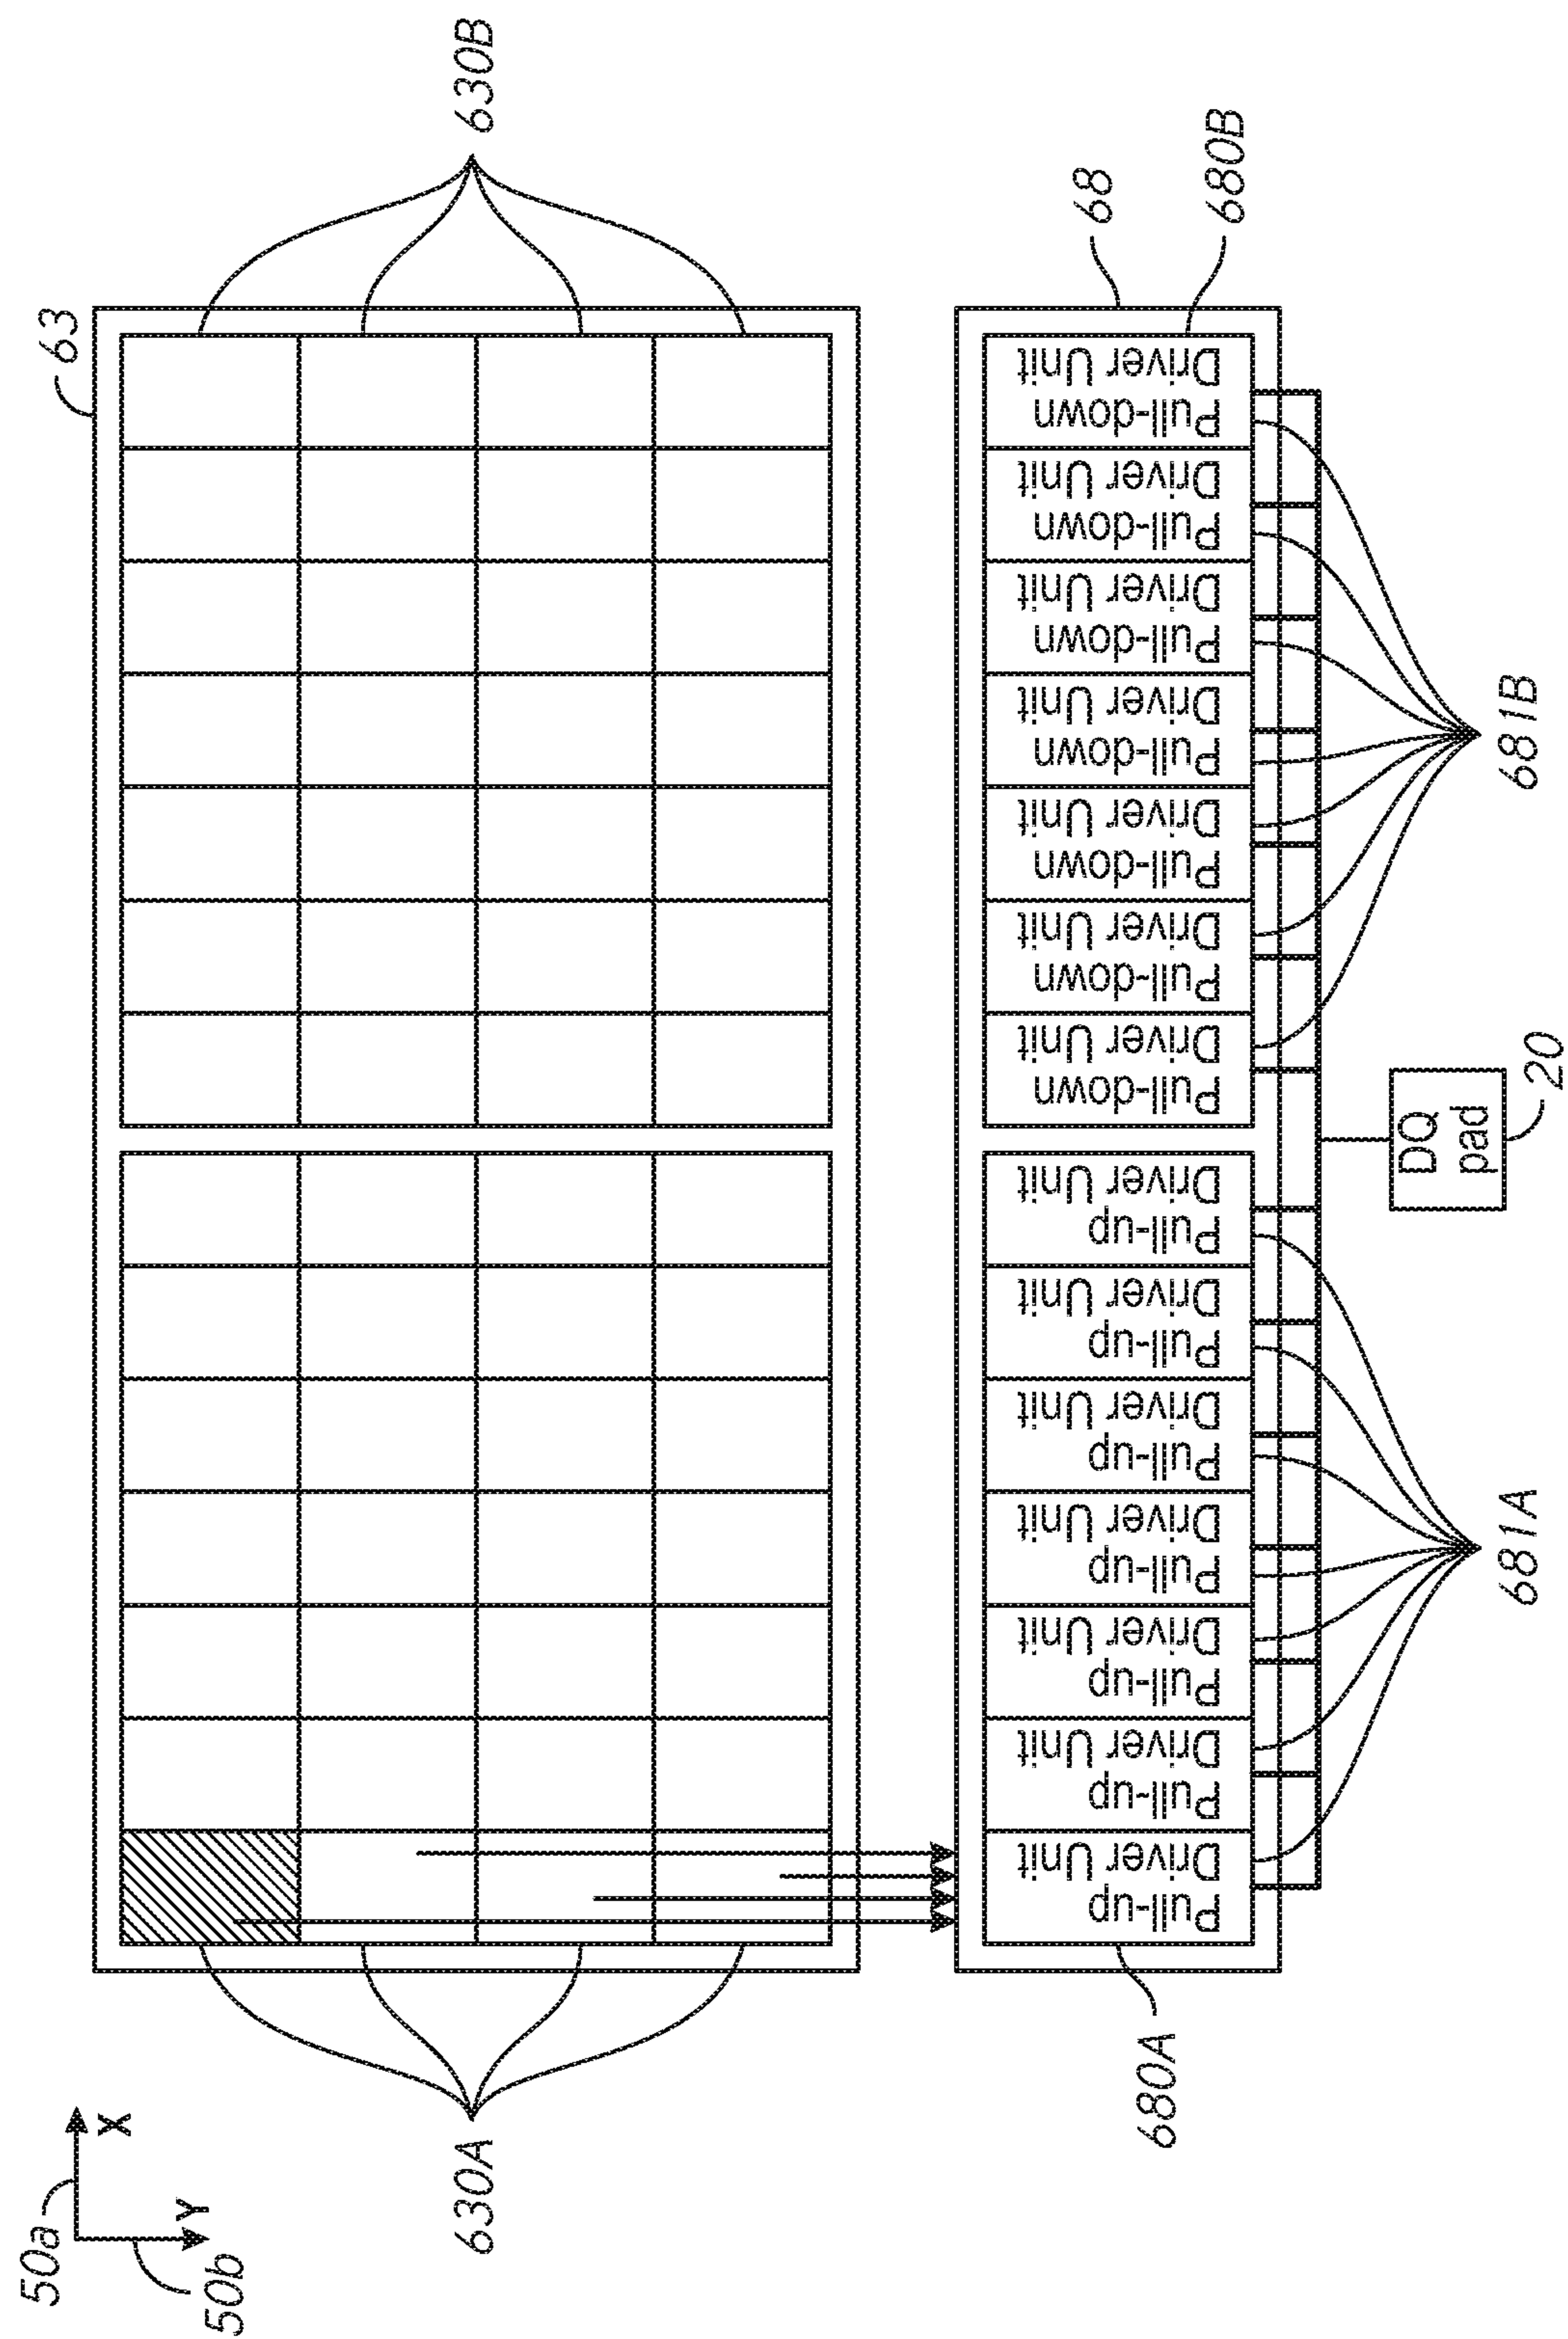 50a
X
Y
50b
63
630A
630B
68
680A
680B
Pull-up
Driver Unit
Pull-up
Driver Unit
Pull-up
Driver Unit
Pull-up
Driver Unit
Pull-up
Driver Unit
Pull-up
Driver Unit
Pull-up
Driver Unit
Pull-down
Driver Unit
Pull-down
Driver Unit
Pull-down
Driver Unit
Pull-down
Driver Unit
Pull-down
Driver Unit
Pull-down
Driver Unit
Pull-down
Driver Unit
681A
681B
DQ
pad
20